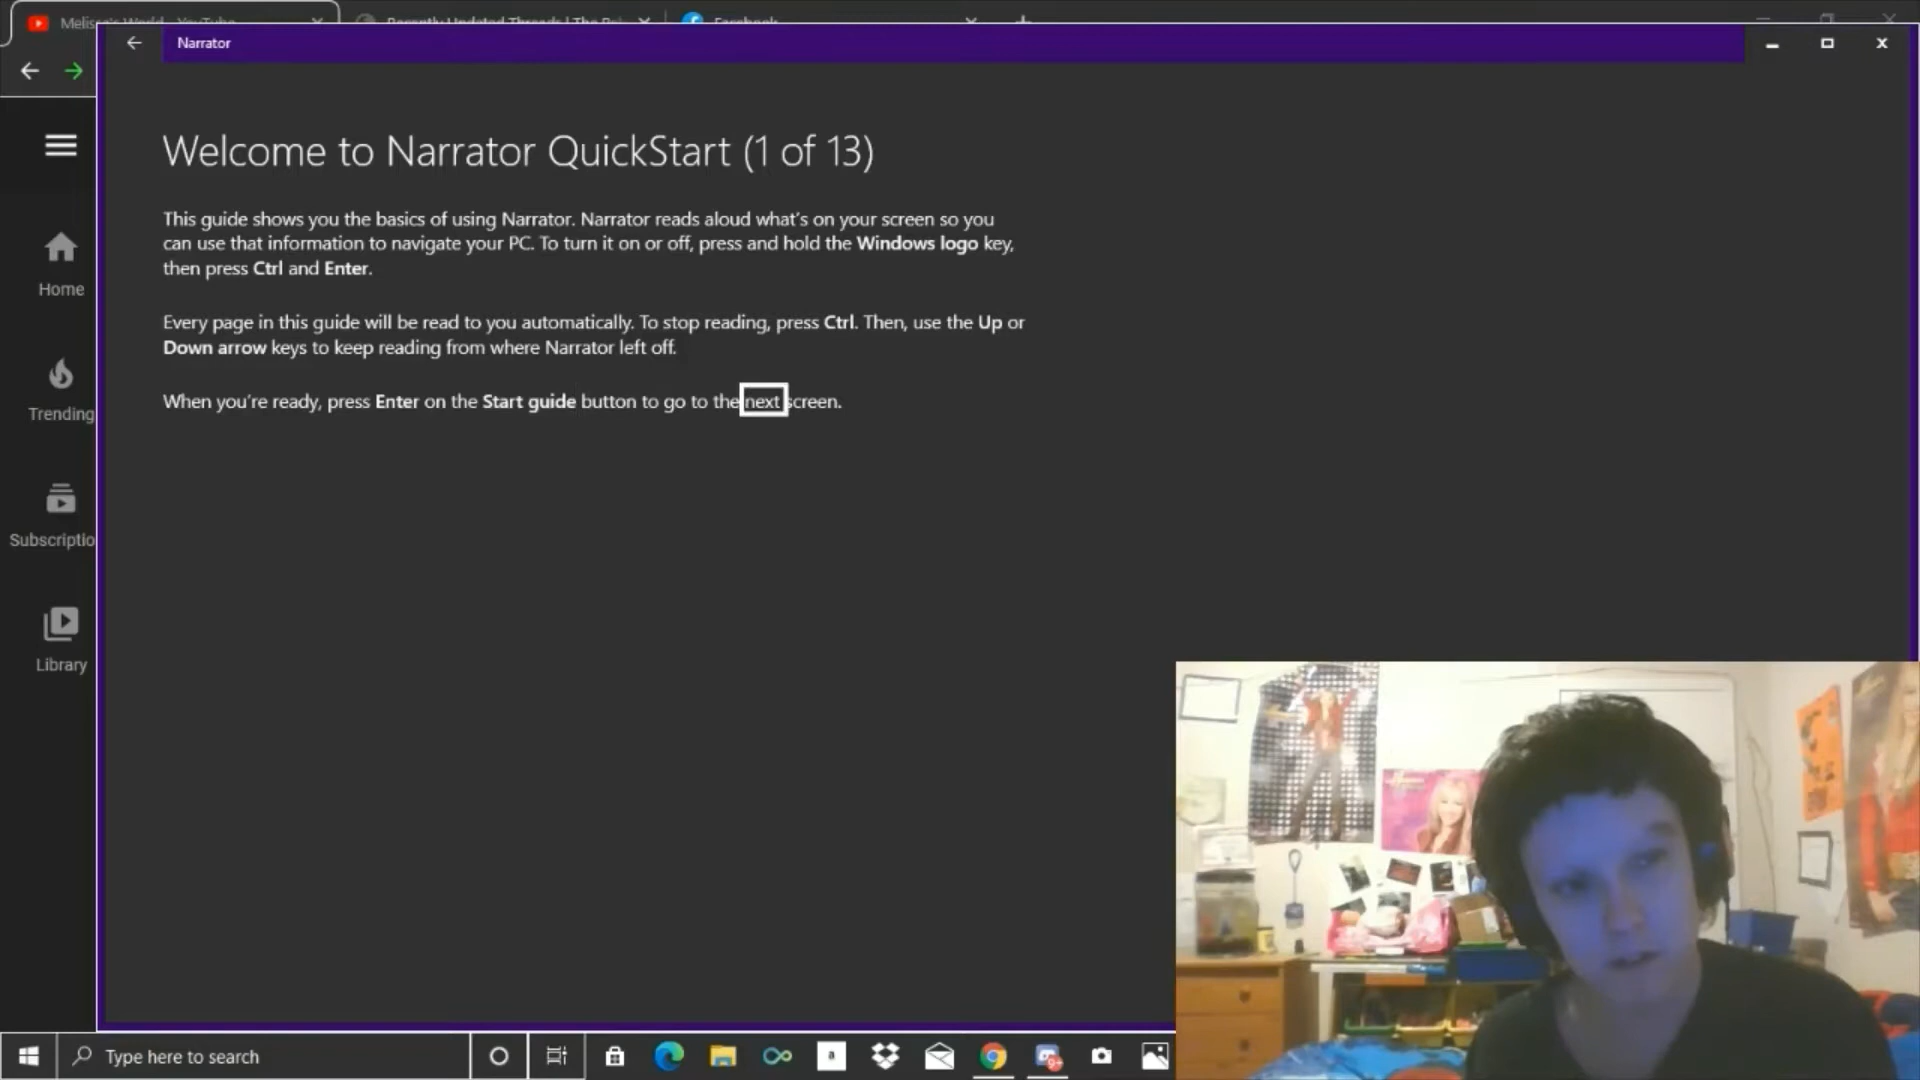 Narrator
Welcome to Narrator QuickStart (1 of 13)
This guide shows you the basics of using Narrator. Narrator reads aloud what's on your screen so you
can use that information to navigate your PC. To turn it on or off, press and hold the Windows logo key,
then press Ctrl and Enter.
Every page in this guide will be read to you automatically. To stop reading, press Ctrl. Then, use the Up or
Down arrow keys to keep reading from where Narrator left off.
When you're ready, press Enter on the Start guide button to go to the next screen.
Home
Trending
Subscriptio
Library
Type here to search